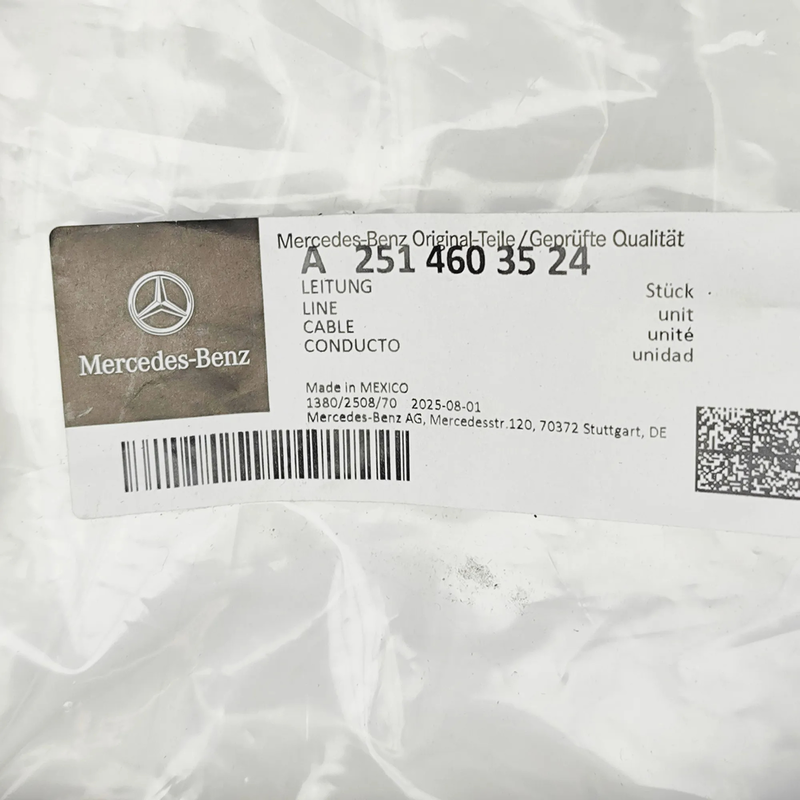 Mercedes-Benz Original-Teile/Geprüfte Qualität
A 251 460 35 24
LEITUNG
LINE
CABLE
CONDUCTO
Stück
unit
unité
unidad
Mercedes-Benz
Made in MEXICO
1380/2508/70 2025-08-01
Mercedes-Benz AG, Mercedesstr.120, 70372 Stuttgart, DE